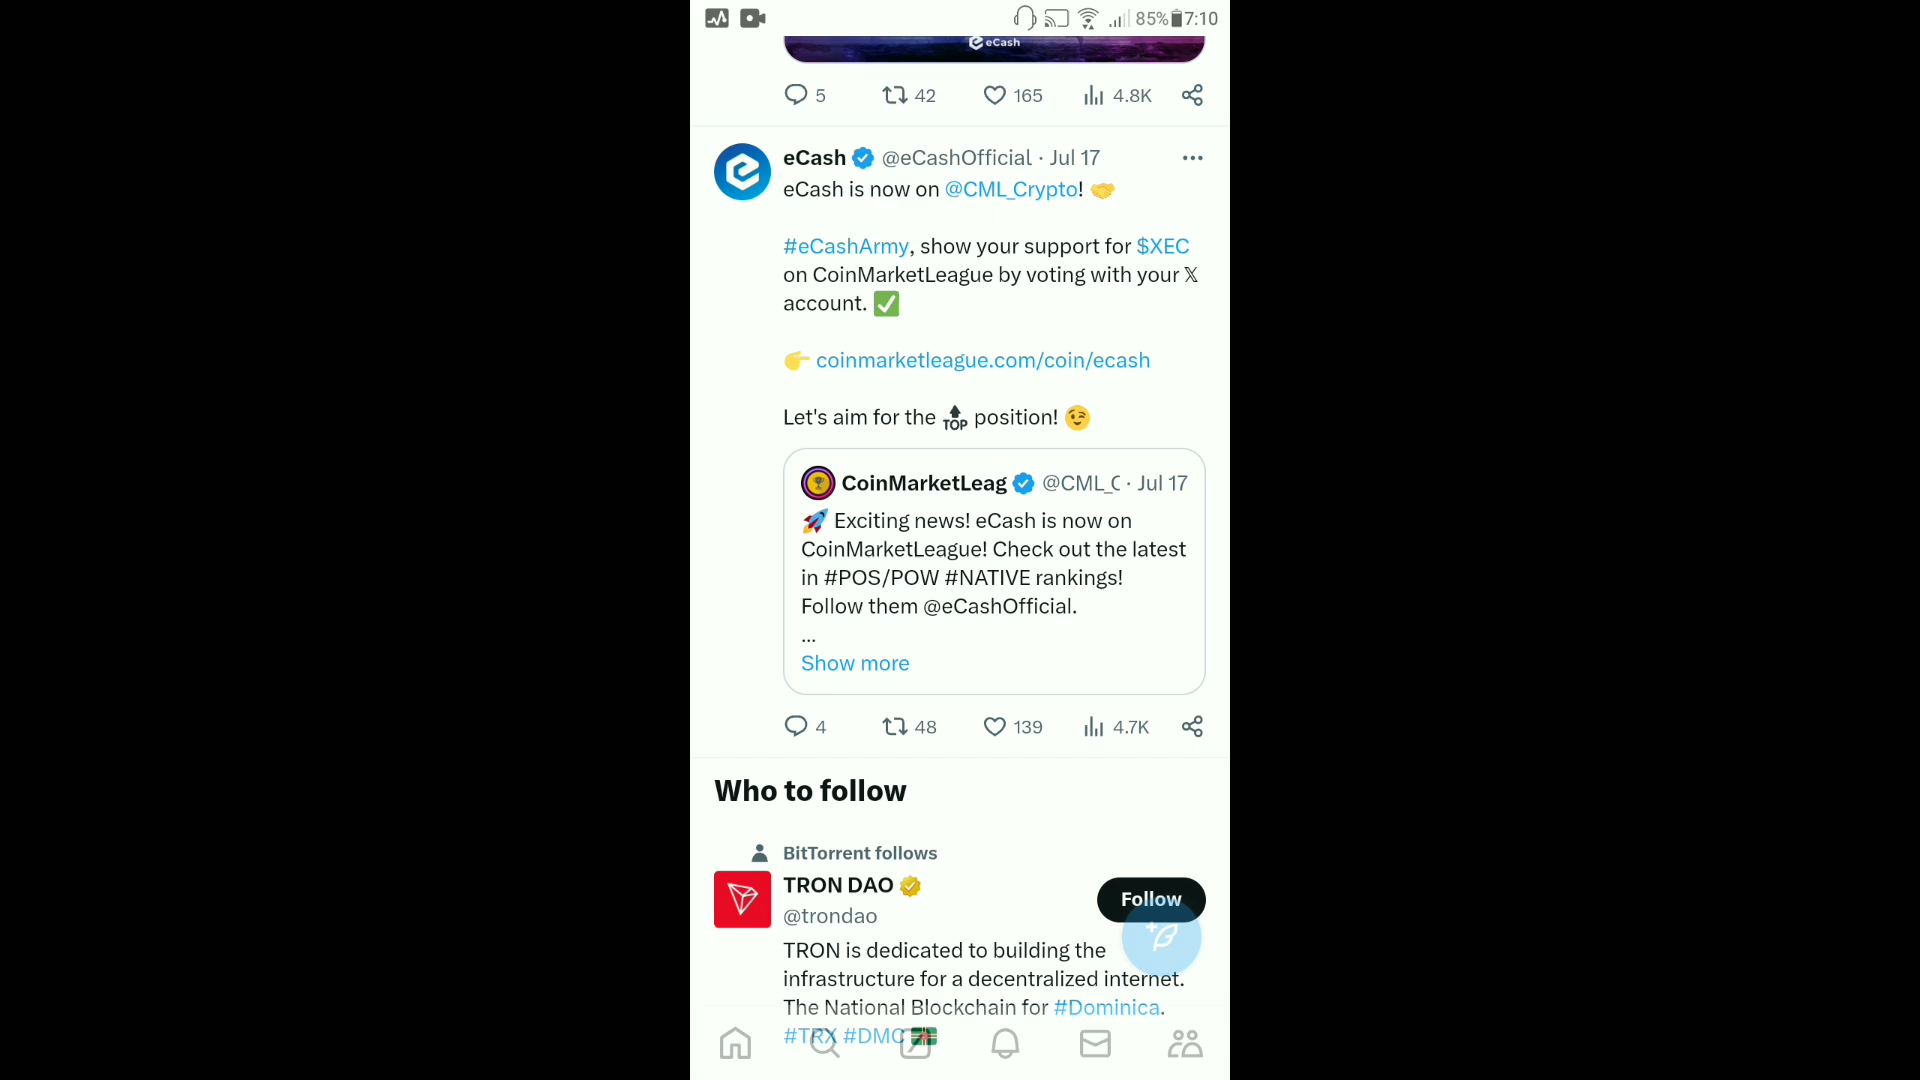 85% 7:10
eCash
5 42 165 4.8K
eCash @eCashOfficial · Jul 17
eCash is now on @CML_Crypto! 🤝
#eCashArmy, show your support for $XEC
on CoinMarketLeague by voting with your 𝕏
account. ✅
👉 coinmarketleague.com/coin/ecash
Let's aim for the 🔝 position! 😉
CoinMarketLeag @CML_C · Jul 17
🚀 Exciting news! eCash is now on
CoinMarketLeague! Check out the latest
in #POS/POW #NATIVE rankings!
Follow them @eCashOfficial.
...
Show more
4 48 139 4.7K
Who to follow
BitTorrent follows
TRON DAO
Follow
@trondao
TRON is dedicated to building the
infrastructure for a decentralized internet.
The National Blockchain for #Dominica.
#TRX #DMC 🇩🇲